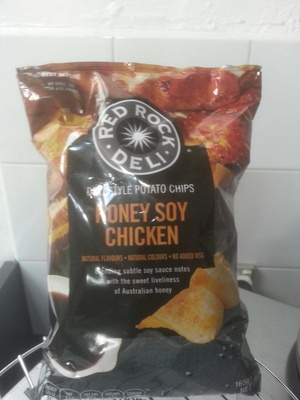 RED ROCK
DELI
STYLE POTATO CHIPS
HONEY SOY
CHICKEN
NATURAL FLAVOURS • NATURAL COLOURS • NO ADDED MSG
subtle soy sauce notes
with the sweet liveliness
of Australian honey
165g